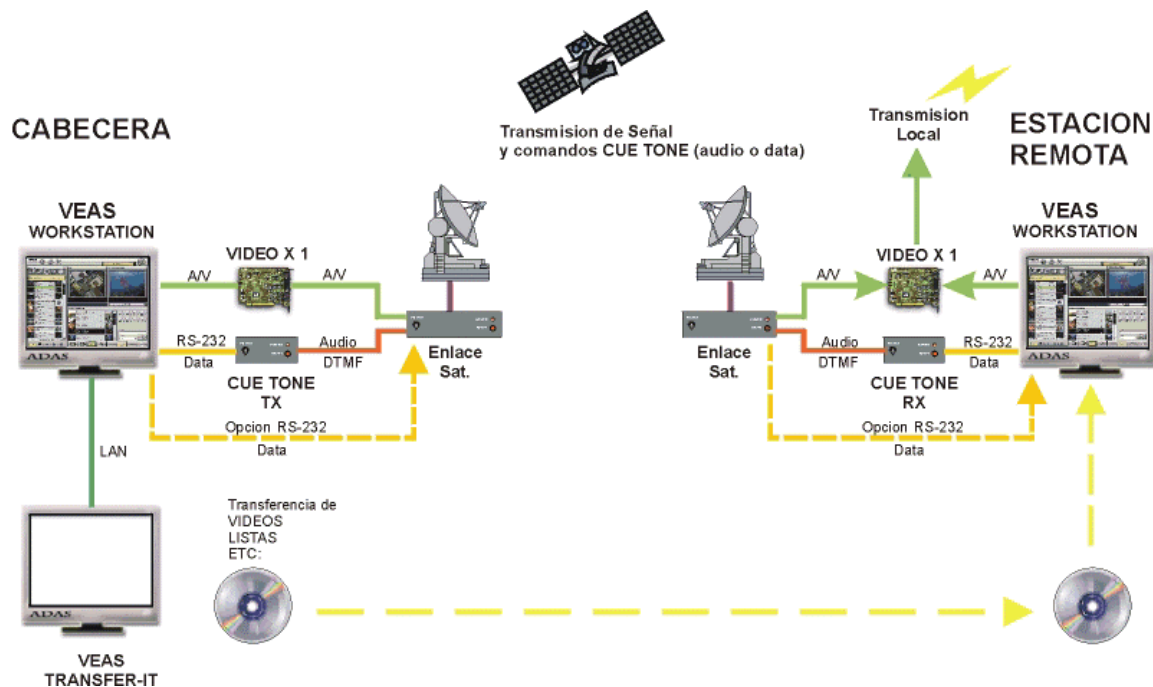 CABECERA
Transmision de Señal
y comandos CUE TONE (audio o data)
Transmision
Local
ESTACION
REMOTA
VEAS
WORKSTATION
VIDEO X 1
A/V
A/V
RS-232
Data
Audio
DTMF
CUE TONE
TX
Enlace
Sat.
Opcion RS-232
Data
ADAS
LAN
VIDEO X 1
A/V
A/V
VEAS
WORKSTATION
Enlace
Sat.
Audio
DTMF
RS-232
Data
CUE TONE
RX
Opcion RS-232
Data
ADAS
Transferencia de
VIDEOS
LISTAS
ETC:
ADAS
VEAS
TRANSFER-IT